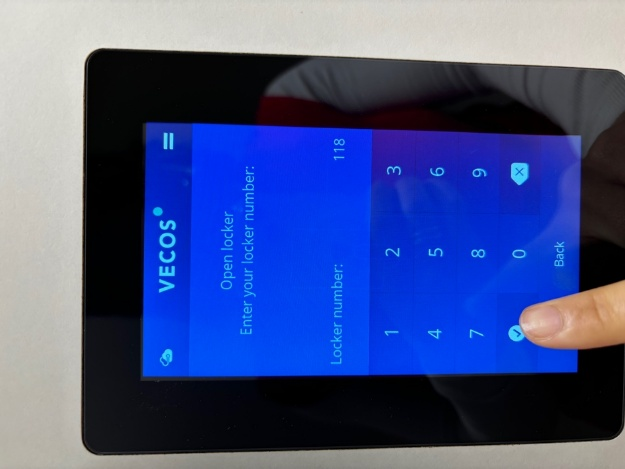 VECOS
Open locker
Enter your locker number:
Locker number: 118
1 2 3
4 5 6
7 8 9
0
Back